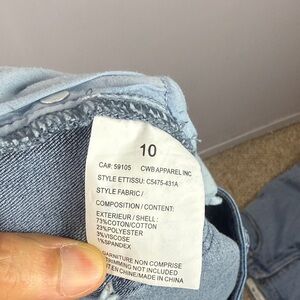 10
CA#: 59105 CWB APPAREL INC
STYLE ETTISSU: C5475-431A
STYLE FABRIC /
COMPOSITION / CONTENT:
EXTERIEUR / SHELL:
73%COTON/COTTON
23%POLYESTER
3%VISCOSE
1%SPANDEX
GARNITURE NON COMPRISE
TRIMMING NOT INCLUDED
EN CHINE/MADE IN CHINA